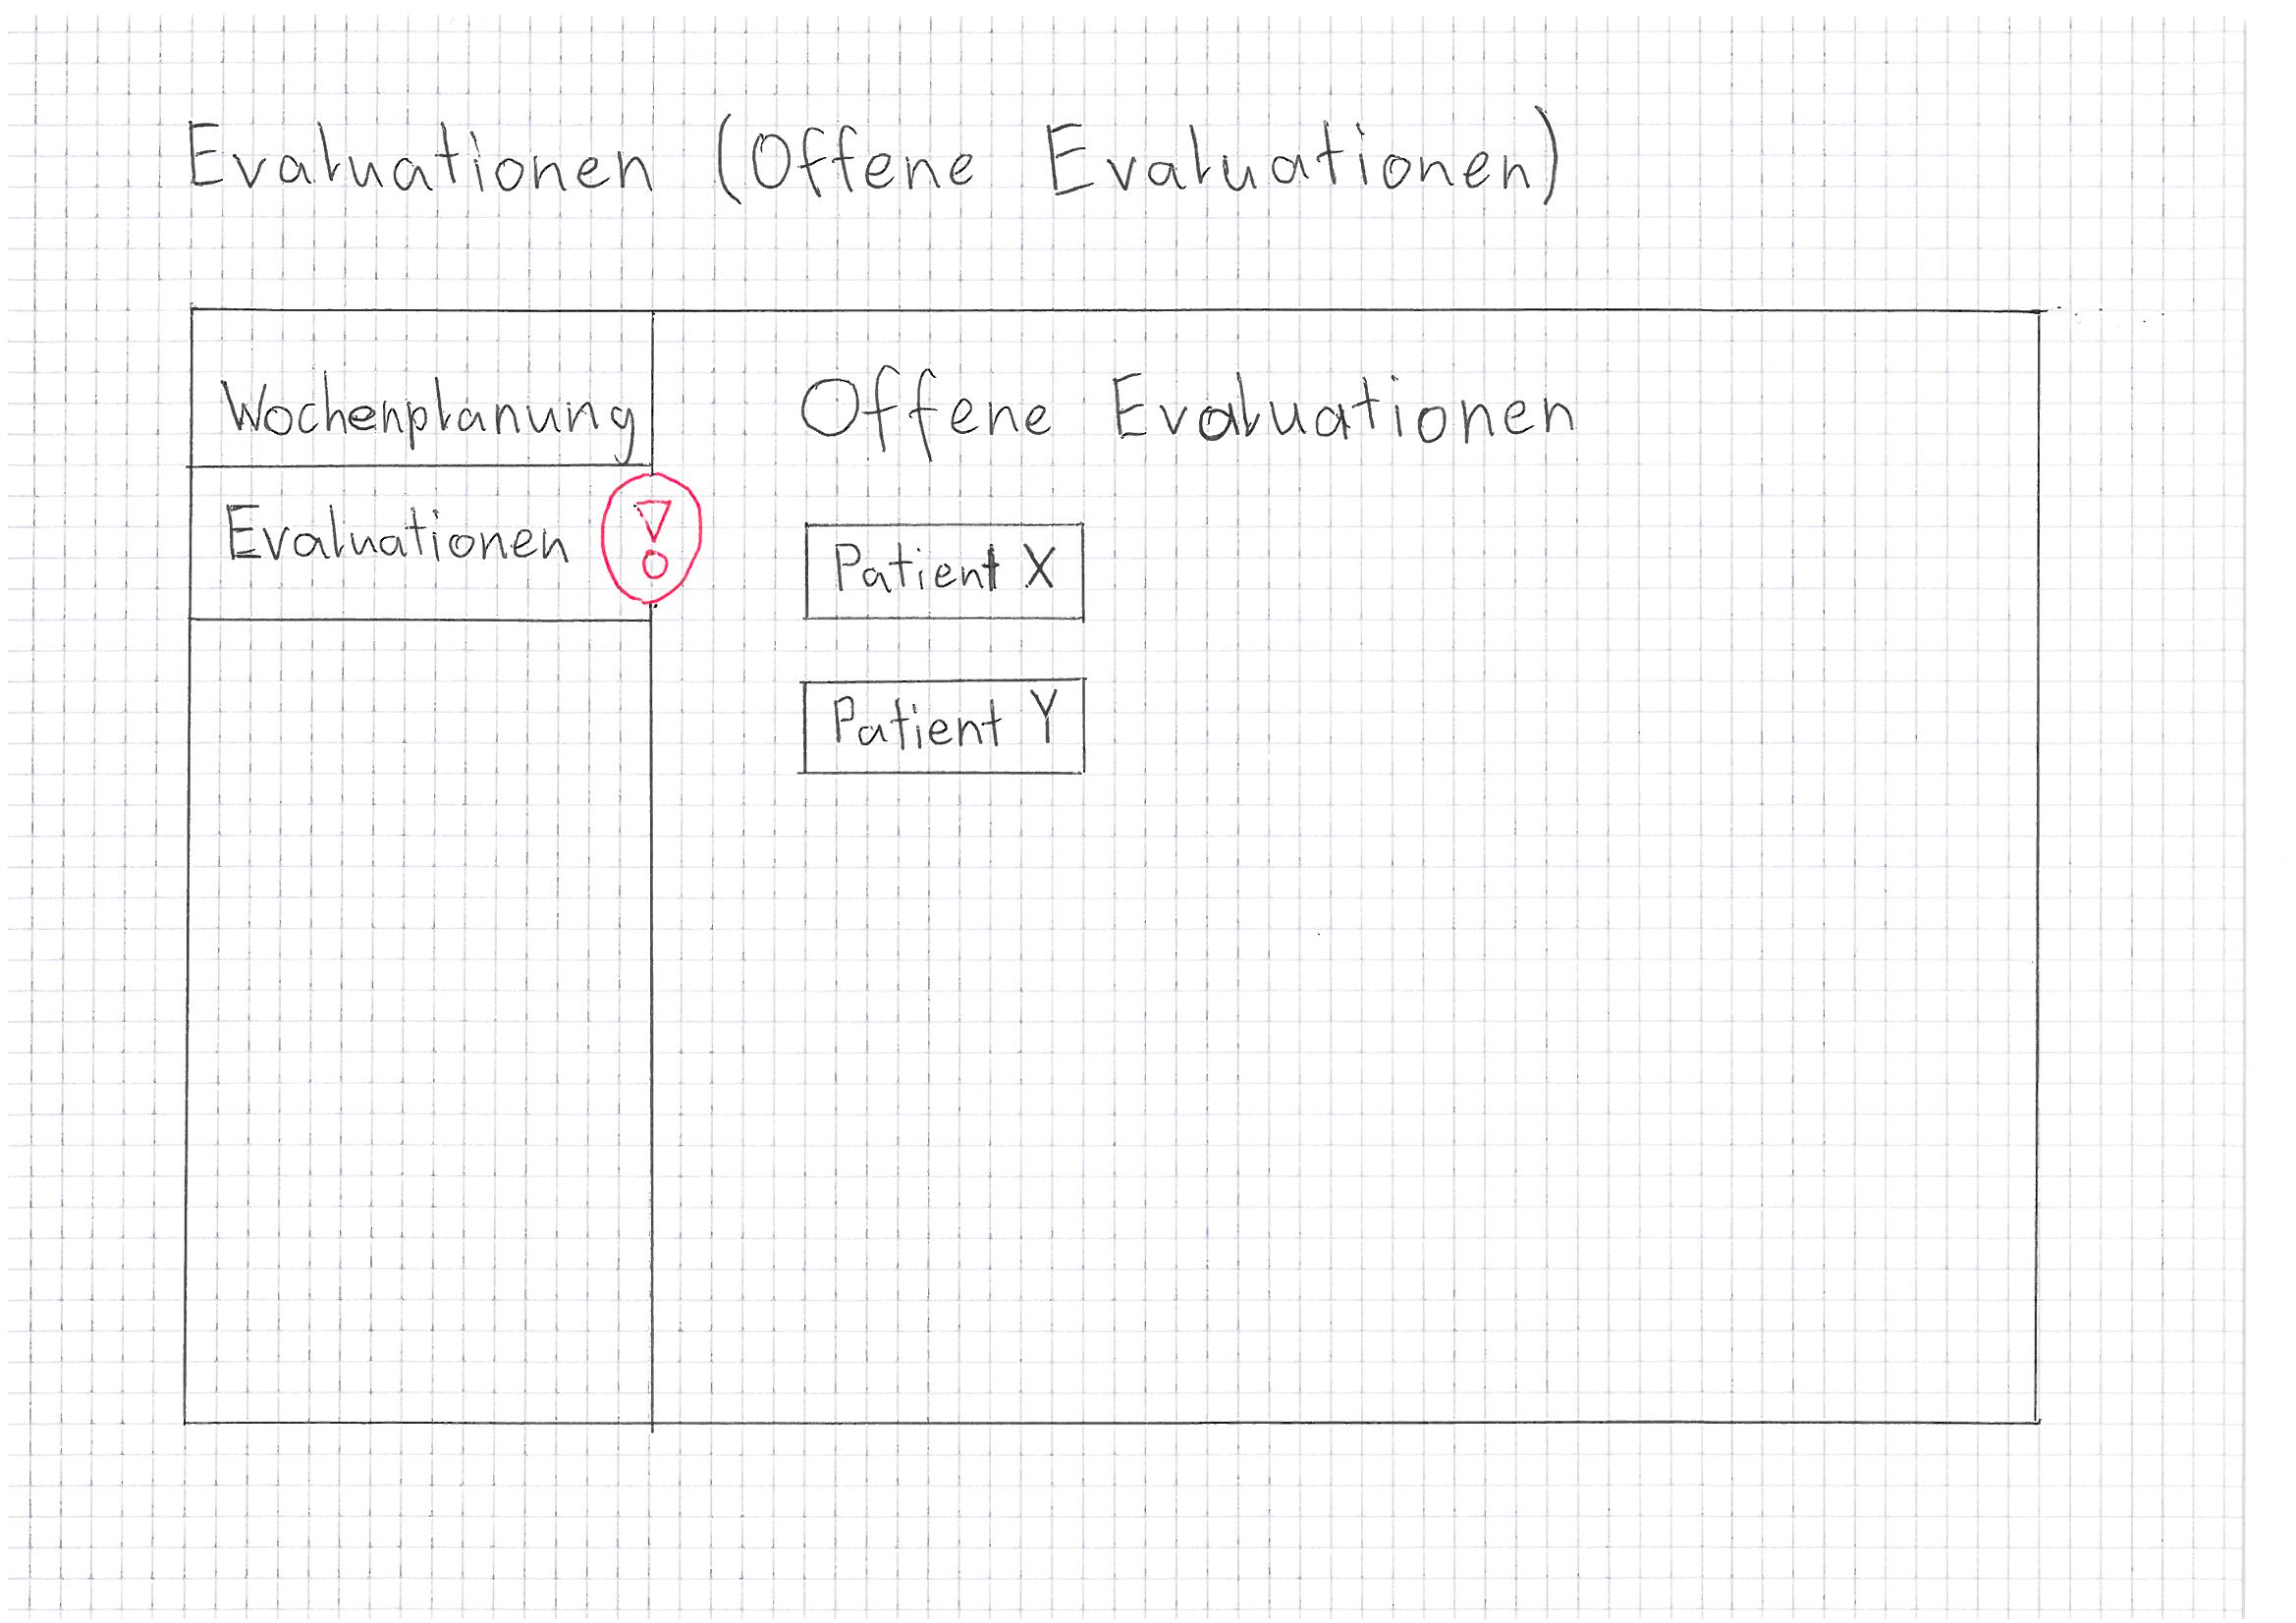 Evaluationen (Offene Evaluationen)
Wochenplanung
Evaluationen !
Offene Evaluationen
Patient X
Patient Y